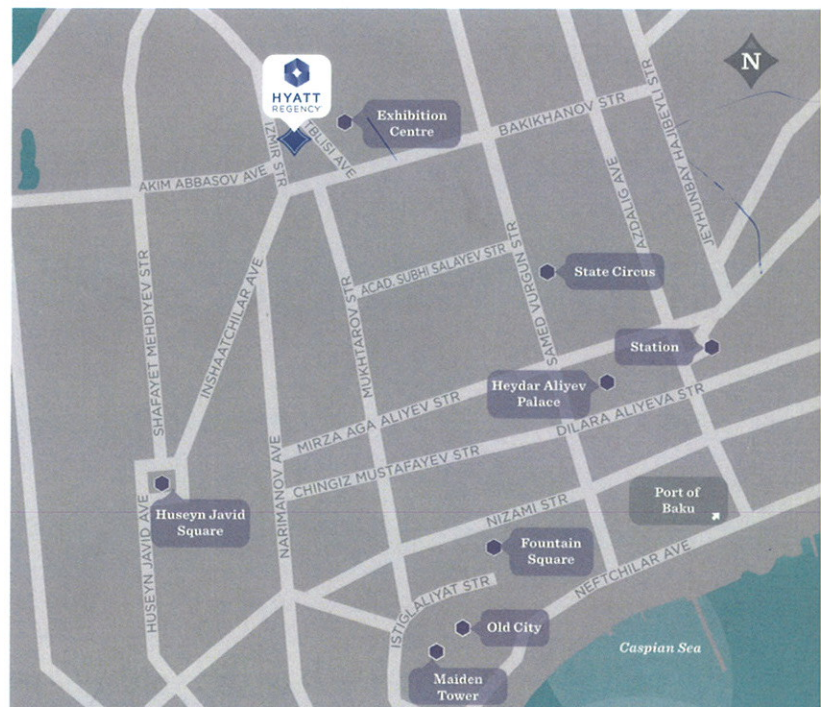 N
HYATT
REGENCY
Exhibition
Centre
IZMIR STR
TBLISI AVE
BAKIKHANOV STR
JEYHUNBAY HAJIBEYLI STR
AKIM ABBASOV AVE
AZDALIG AVE
SHAFAYET MEHDIYEV STR
INSHAATCHILAR AVE
ACAD. SUBHI SALAYEV STR
SAMED VURGUN STR
State Circus
MUKHTAROV STR
Station
Heydar Aliyev
Palace
MIRZA AGA ALIYEV STR
DILARA ALIYEVA STR
CHINGIZ MUSTAFAYEV STR
NARIMANOV AVE
Huseyn Javid
Square
HUSEYN JAVID AVE
NIZAMI STR
Port of
Baku
Fountain
Square
NEFTCHILAR AVE
ISTIGLALIYAT STR
Old City
Maiden
Tower
Caspian Sea